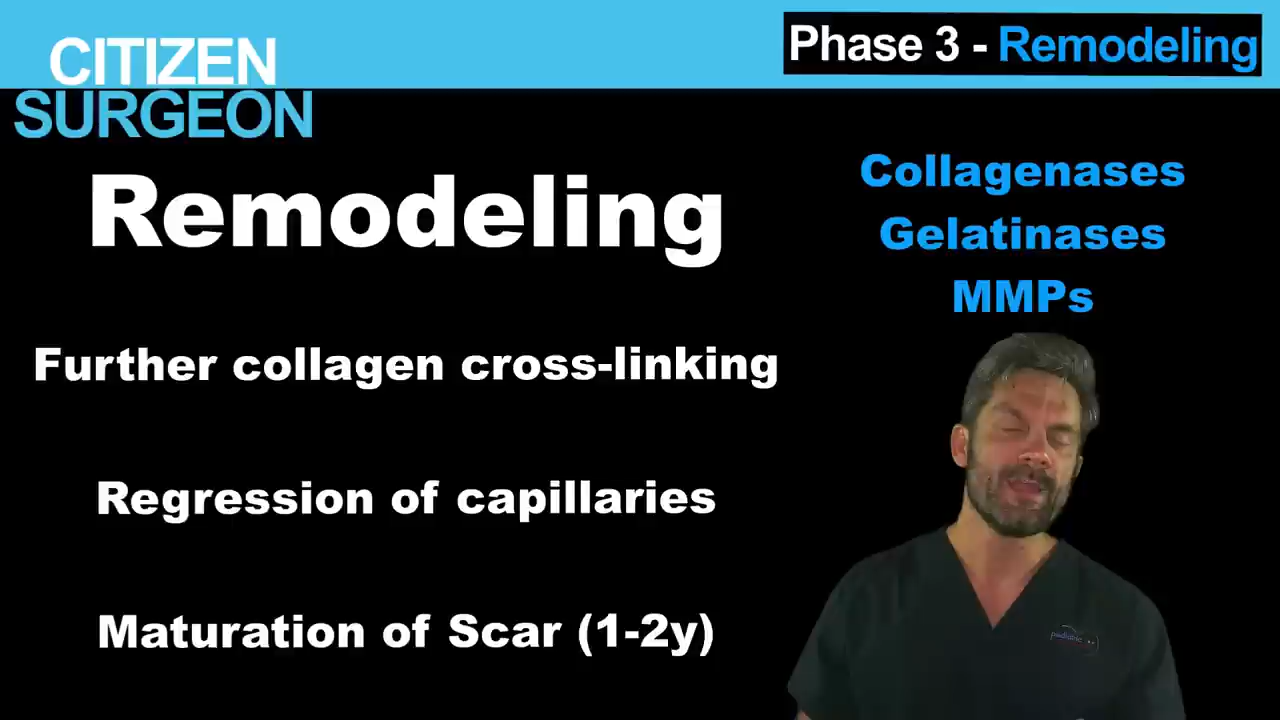 CITIZEN
SURGEON
Phase 3 - Remodeling
Remodeling
Further collagen cross-linking
Regression of capillaries
Maturation of Scar (1-2y)
Collagenases
Gelatinases
MMPs
pediatric